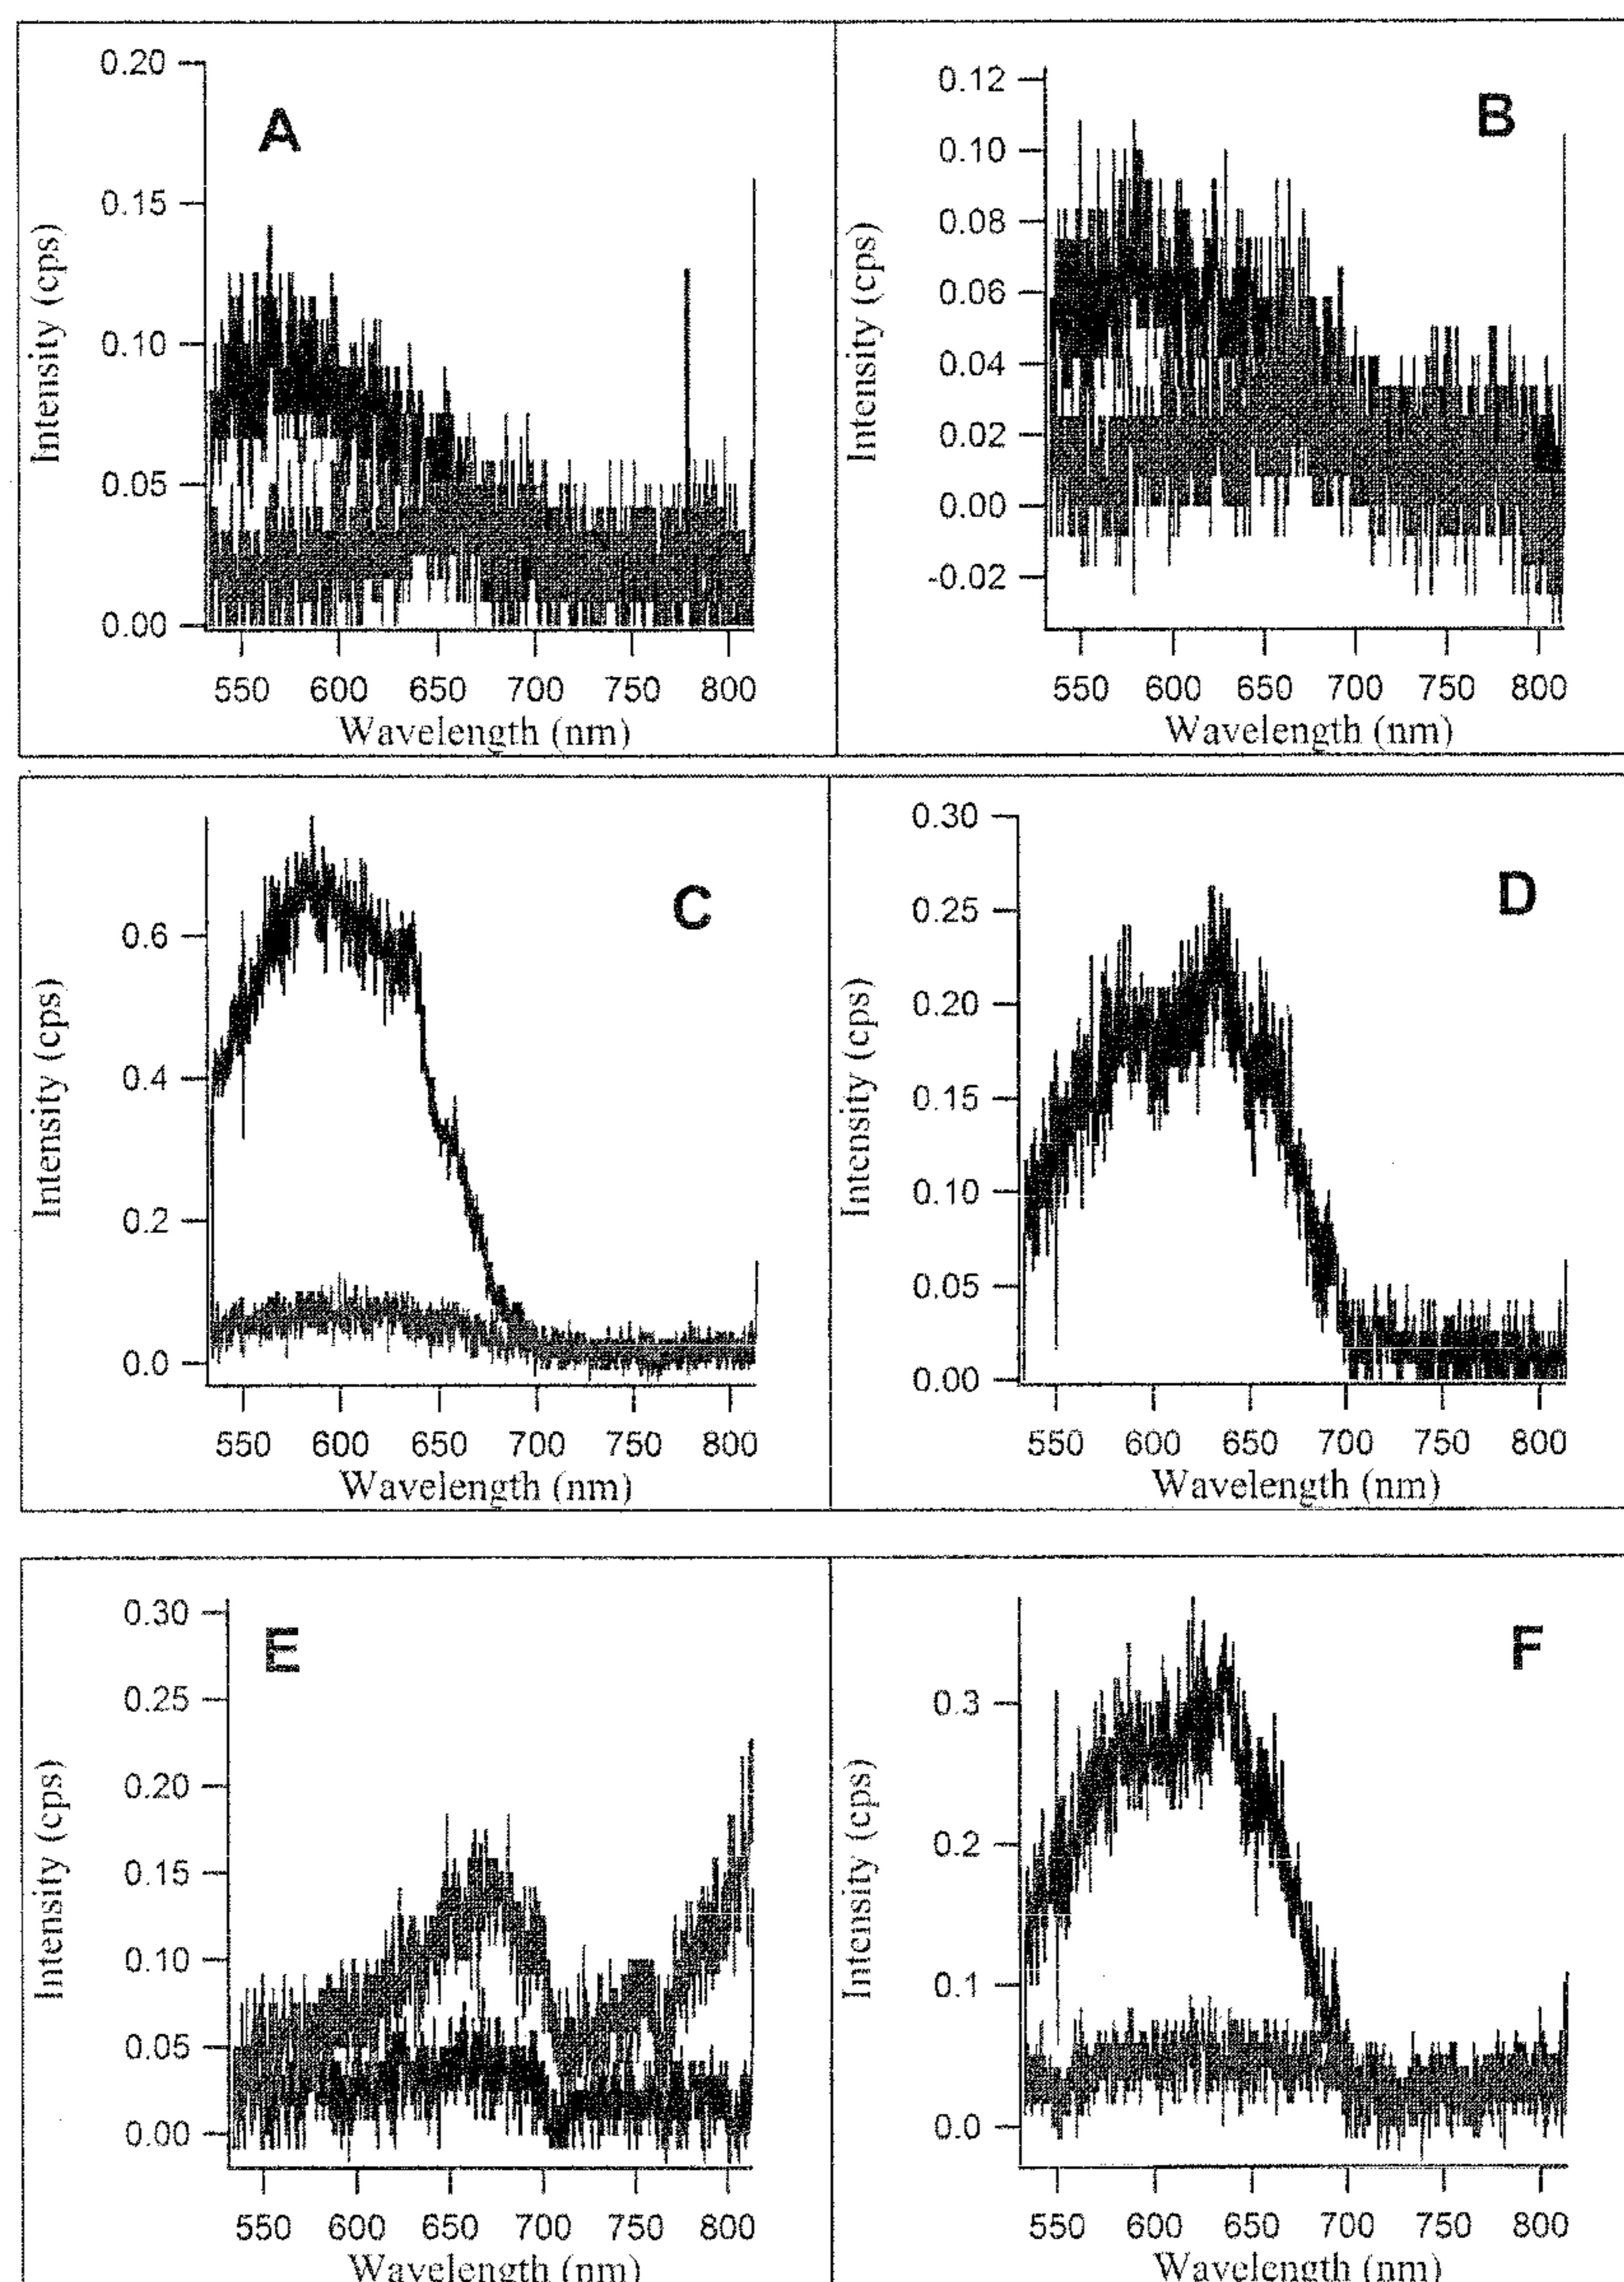 A
0.20
0.15
0.10
0.05
0.00
Intensity (cps)
550 600 650 700 750 800
Wavelength (nm)
B
0.12
0.10
0.08
0.06
0.04
0.02
0.00
-0.02
Intensity (cps)
550 600 650 700 750 800
Wavelength (nm)
C
0.6
0.4
0.2
0.0
Intensity (cps)
550 600 650 700 750 800
Wavelength (nm)
D
0.30
0.25
0.20
0.15
0.10
0.05
0.00
Intensity (cps)
550 600 650 700 750 800
Wavelength (nm)
E
0.30
0.25
0.20
0.15
0.10
0.05
0.00
Intensity (cps)
550 600 650 700 750 800
Wavelength (nm)
F
0.3
0.2
0.1
0.0
Intensity (cps)
550 600 650 700 750 800
Wavelength (nm)